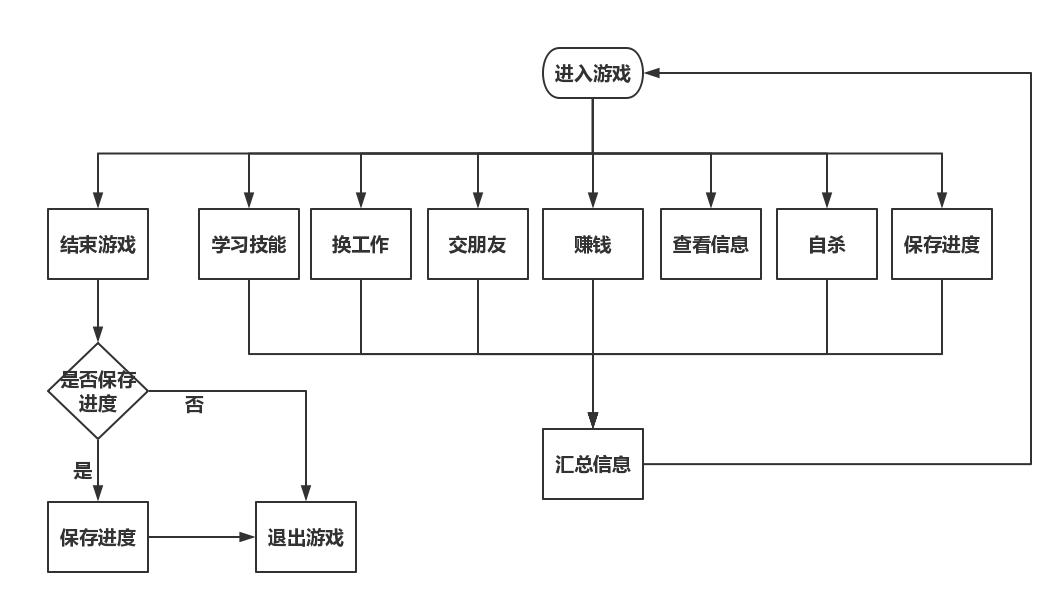 进入游戏
结束游戏
学习技能
换工作
交朋友
赚钱
查看信息
自杀
保存进度
是否保存
进度
否
是
汇总信息
保存进度
退出游戏